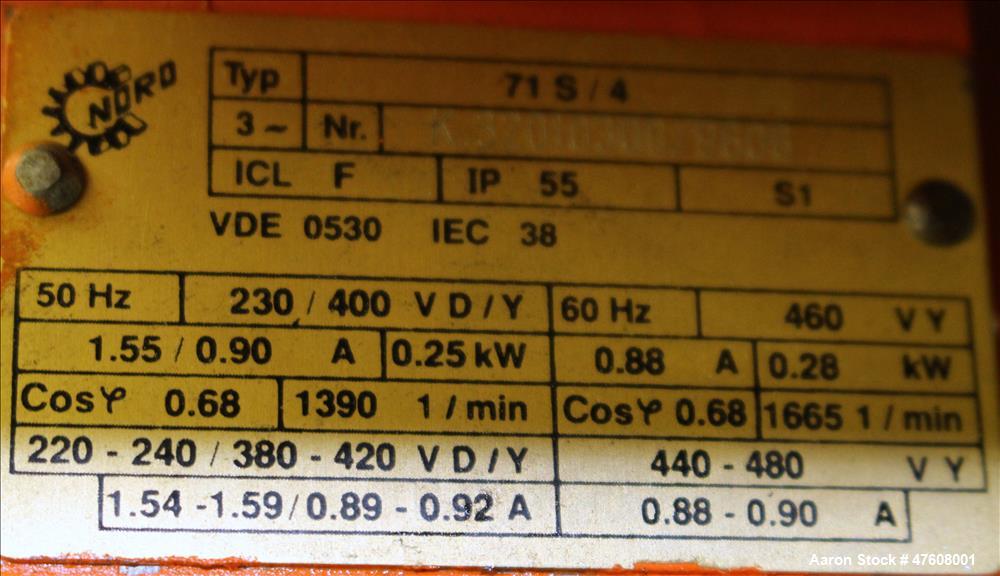 NORD
Typ 71 S / 4
3 ~ Nr.
ICL F IP 55 S1
VDE 0530 IEC 38
50 Hz 230 / 400 V D / Y 60 Hz 460 V Y
1.55 / 0.90 A 0.25 kW 0.88 A 0.28 kW
Cosφ 0.68 1390 1 / min Cosφ 0.68 1665 1 / min
220 - 240 / 380 - 420 V D / Y 440 - 480 V Y
1.54 -1.59 / 0.89 - 0.92 A 0.88 - 0.90 A
Aaron Stock # 47608001